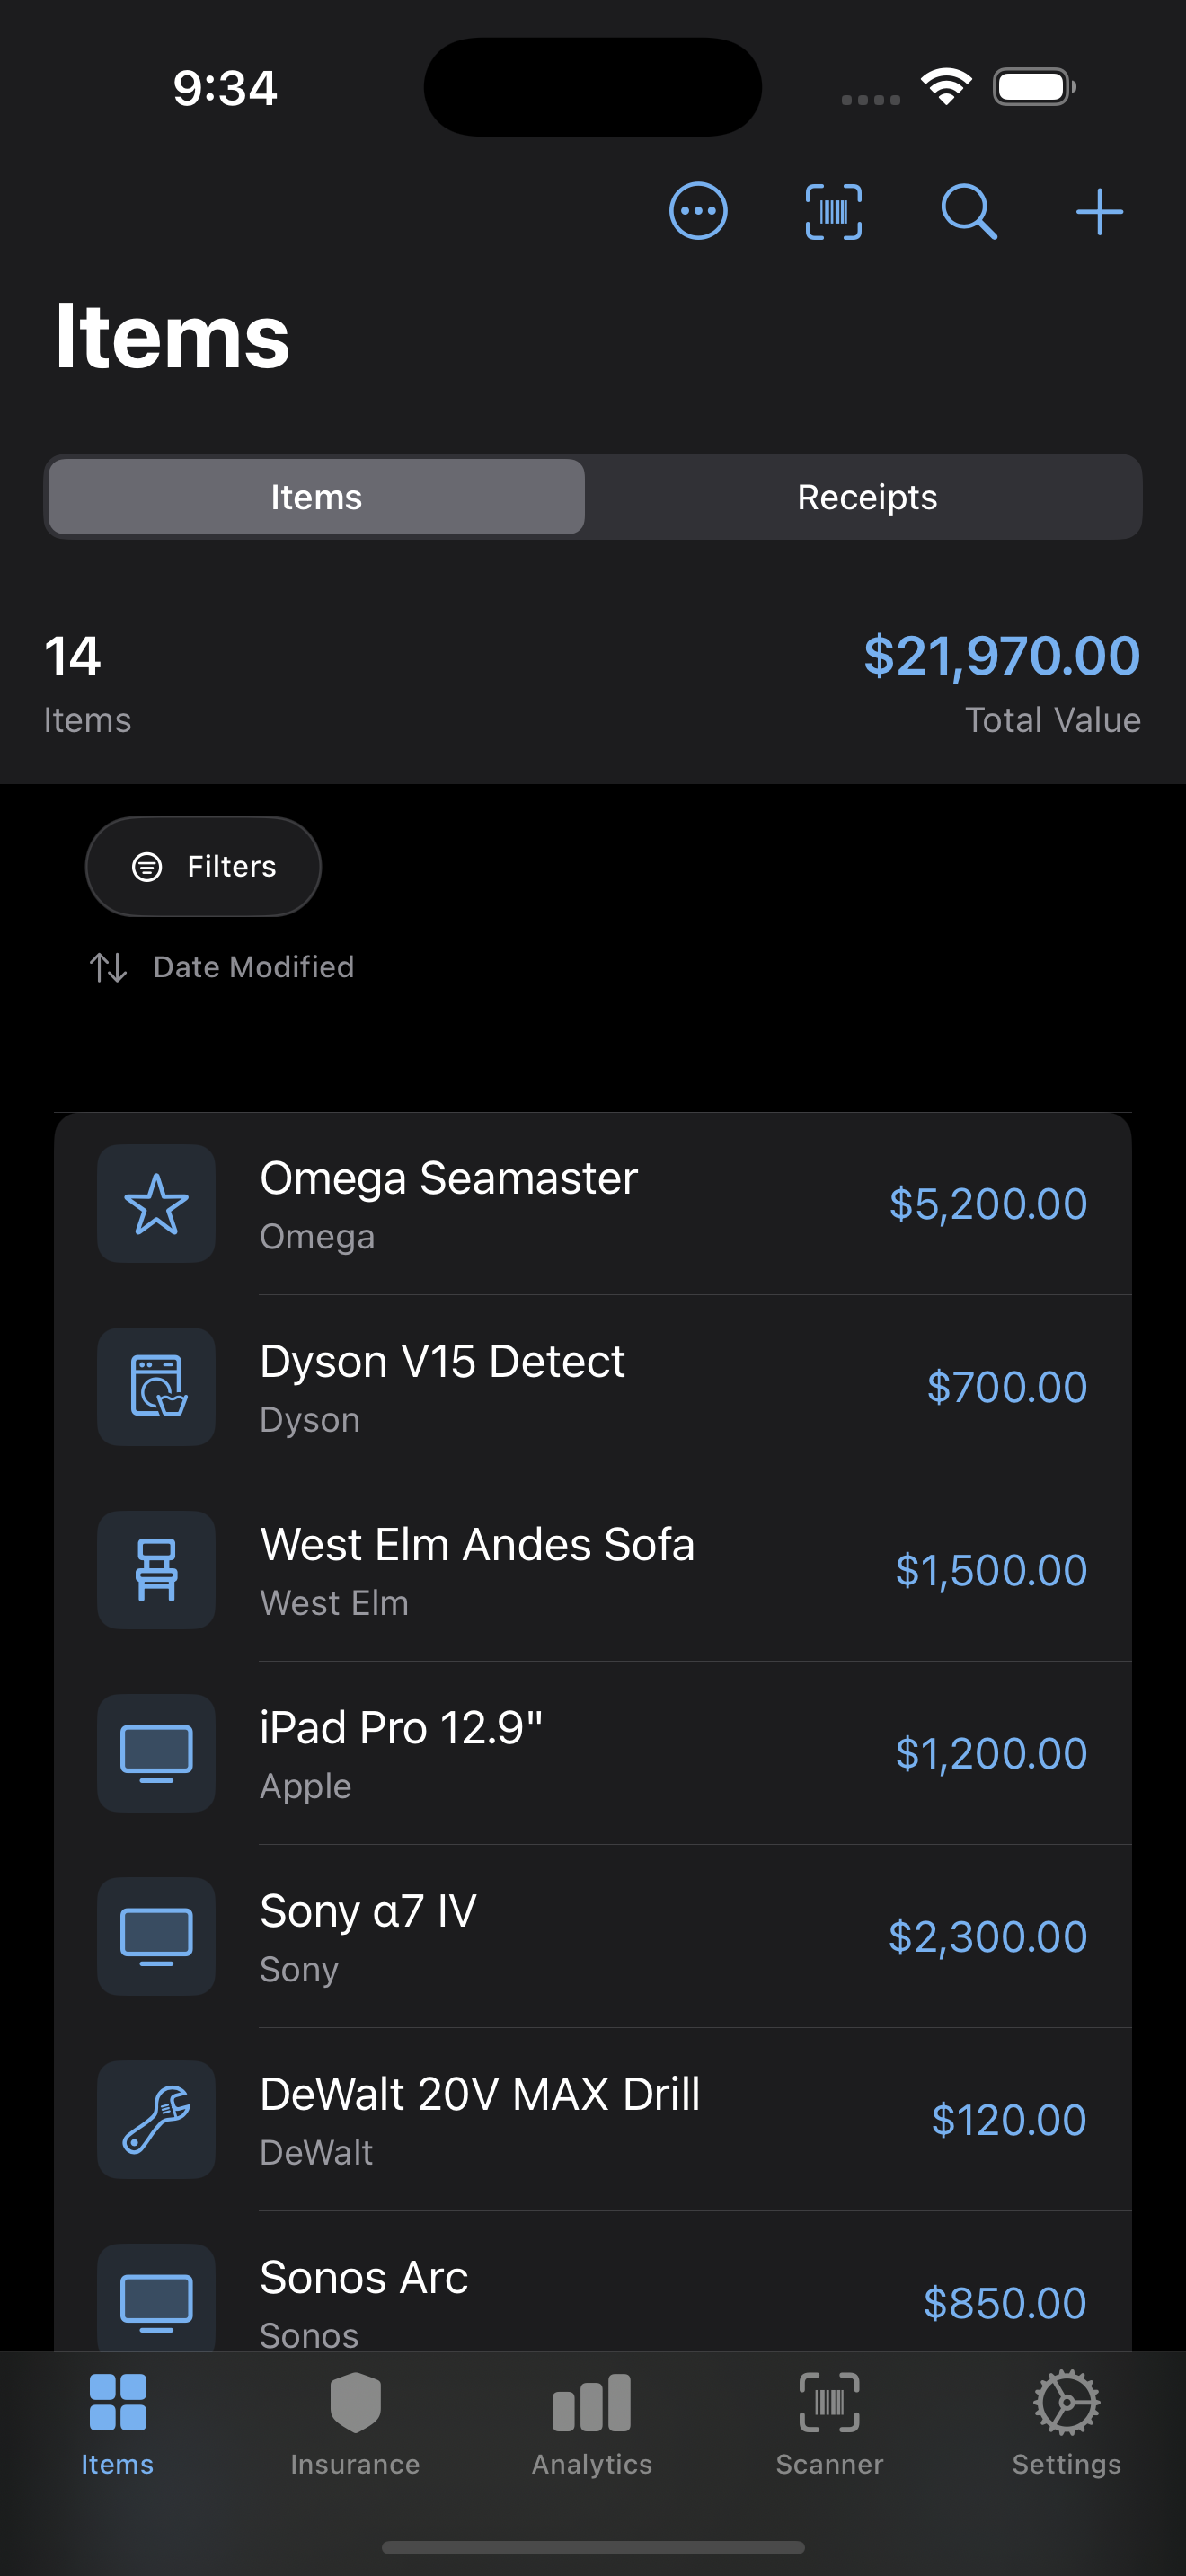 9:34
Items
Items
Receipts
14
$21,970.00
Items
Total Value
Filters
Date Modified
Omega Seamaster
$5,200.00
Omega
Dyson V15 Detect
$700.00
Dyson
West Elm Andes Sofa
$1,500.00
West Elm
iPad Pro 12.9"
$1,200.00
Apple
Sony α7 IV
$2,300.00
Sony
DeWalt 20V MAX Drill
$120.00
DeWalt
Sonos Arc
$850.00
Sonos
Items
Insurance
Analytics
Scanner
Settings